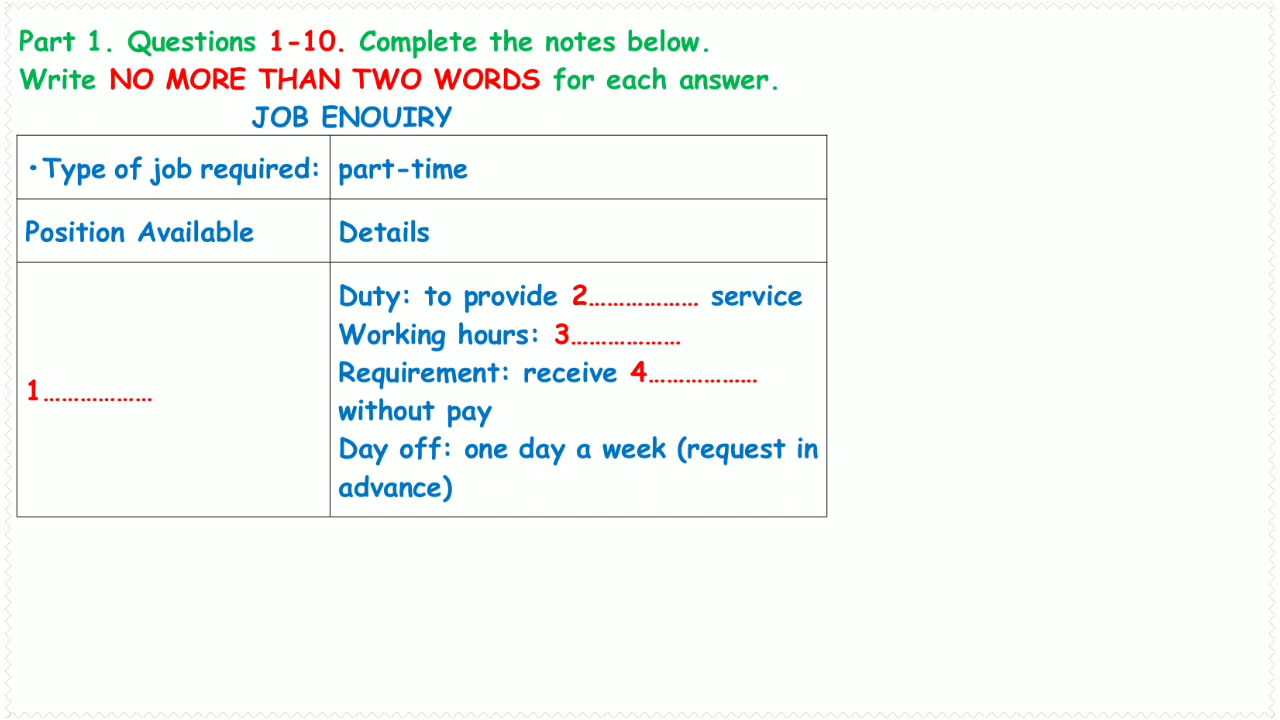 Part 1. Questions 1-10. Complete the notes below.
Write NO MORE THAN TWO WORDS for each answer.
JOB ENOUIRY
•Type of job required: part-time
Position Available Details
Duty: to provide 2……………… service
Working hours: 3………………
Requirement: receive 4………………
1………………
without pay
Day off: one day a week (request in
advance)